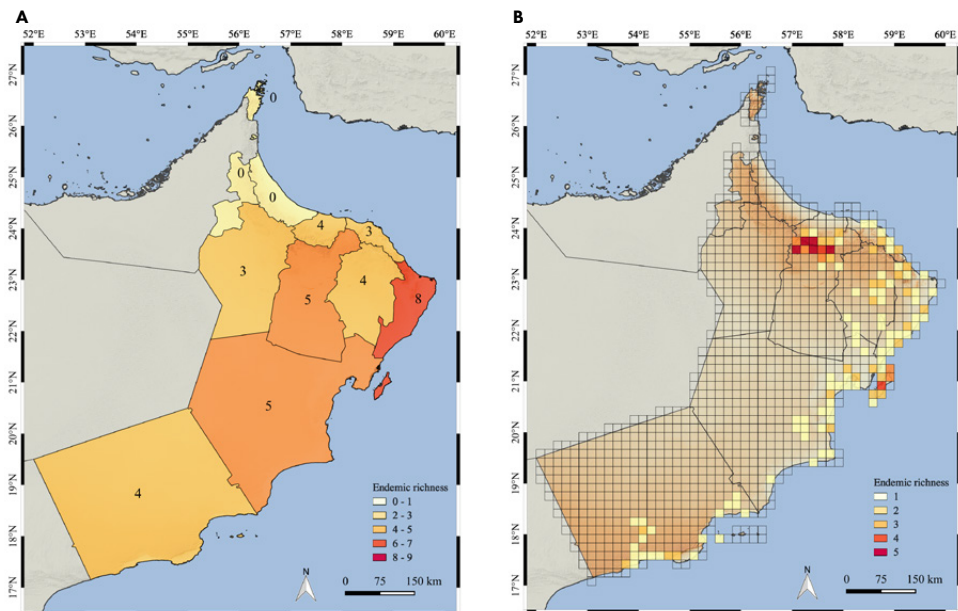 A
52°E 53°E 54°E 55°E 56°E 57°E 58°E 59°E 60°E
27°N
26°N
25°N
24°N
23°N
22°N
21°N
20°N
19°N
18°N
17°N
0
0
0
4
3
3
5
4
8
5
4
Endemic richness
0 - 1
2 - 3
4 - 5
6 - 7
8 - 9
N
0 75 150 km
B
52°E 53°E 54°E 55°E 56°E 57°E 58°E 59°E 60°E
27°N
26°N
25°N
24°N
23°N
22°N
21°N
20°N
19°N
18°N
17°N
Endemic richness
1
2
3
4
5
N
0 75 150 km